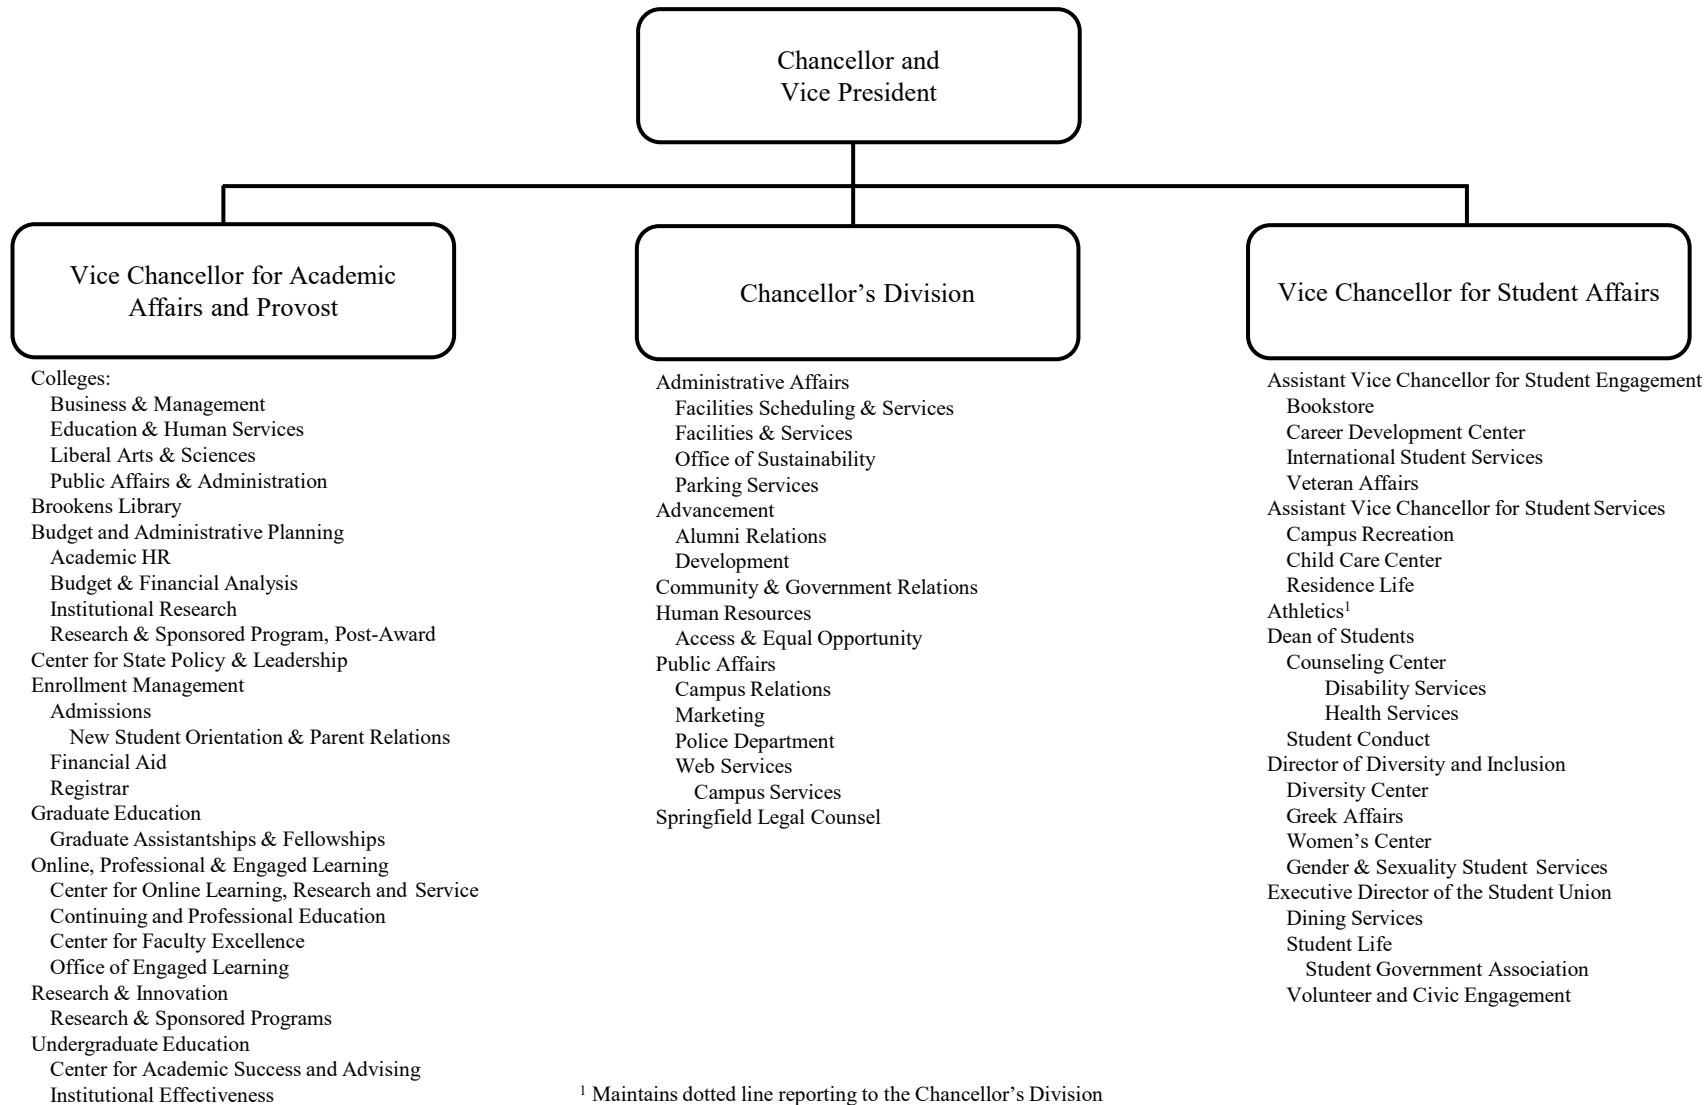 Chancellor and
Vice President
Vice Chancellor for Academic
Affairs and Provost
Colleges:
Business & Management
Education & Human Services
Liberal Arts & Sciences
Public Affairs & Administration
Brookens Library
Budget and Administrative Planning
Academic HR
Budget & Financial Analysis
Institutional Research
Research & Sponsored Program, Post-Award
Center for State Policy & Leadership
Enrollment Management
Admissions
New Student Orientation & Parent Relations
Financial Aid
Registrar
Graduate Education
Graduate Assistantships & Fellowships
Online, Professional & Engaged Learning
Center for Online Learning, Research and Service
Continuing and Professional Education
Center for Faculty Excellence
Office of Engaged Learning
Research & Innovation
Research & Sponsored Programs
Undergraduate Education
Center for Academic Success and Advising
Institutional Effectiveness
Chancellor’s Division
Administrative Affairs
Facilities Scheduling & Services
Facilities & Services
Office of Sustainability
Parking Services
Advancement
Alumni Relations
Development
Community & Government Relations
Human Resources
Access & Equal Opportunity
Public Affairs
Campus Relations
Marketing
Police Department
Web Services
Campus Services
Springfield Legal Counsel
Vice Chancellor for Student Affairs
Assistant Vice Chancellor for Student Engagement
Bookstore
Career Development Center
International Student Services
Veteran Affairs
Assistant Vice Chancellor for Student Services
Campus Recreation
Child Care Center
Residence Life
Athletics¹
Dean of Students
Counseling Center
Disability Services
Health Services
Student Conduct
Director of Diversity and Inclusion
Diversity Center
Greek Affairs
Women’s Center
Gender & Sexuality Student Services
Executive Director of the Student Union
Dining Services
Student Life
Student Government Association
Volunteer and Civic Engagement
¹ Maintains dotted line reporting to the Chancellor’s Division